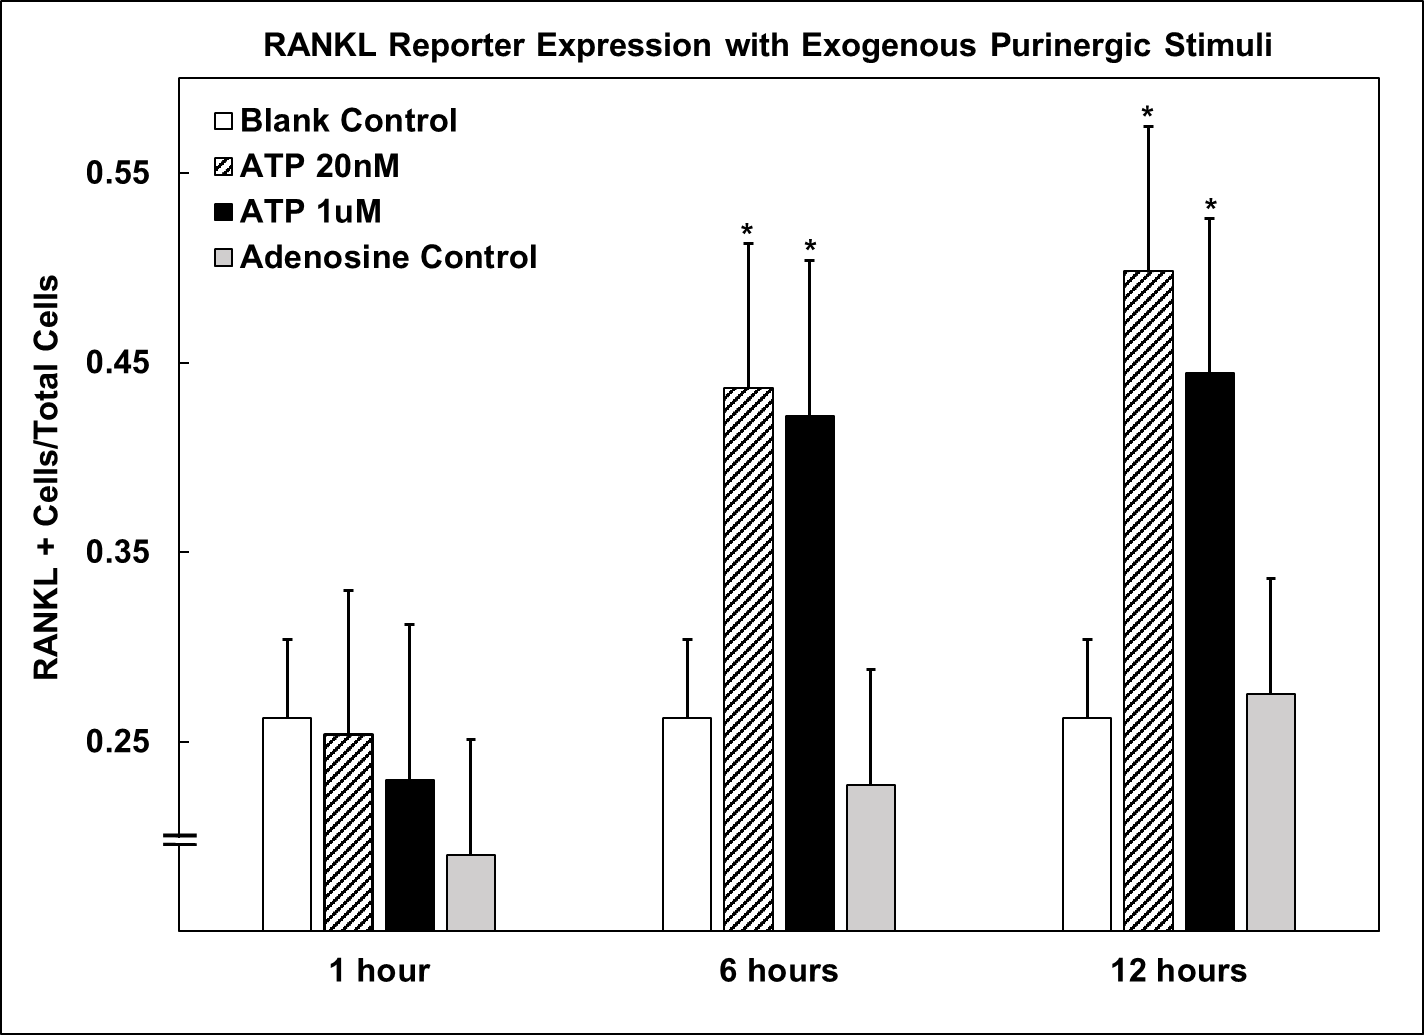 RANKL Reporter Expression with Exogenous Purinergic Stimuli
Blank Control
ATP 20nM
ATP 1uM
Adenosine Control
RANKL + Cells/Total Cells
0.55
0.45
0.35
0.25
*
*
*
*
1 hour
6 hours
12 hours